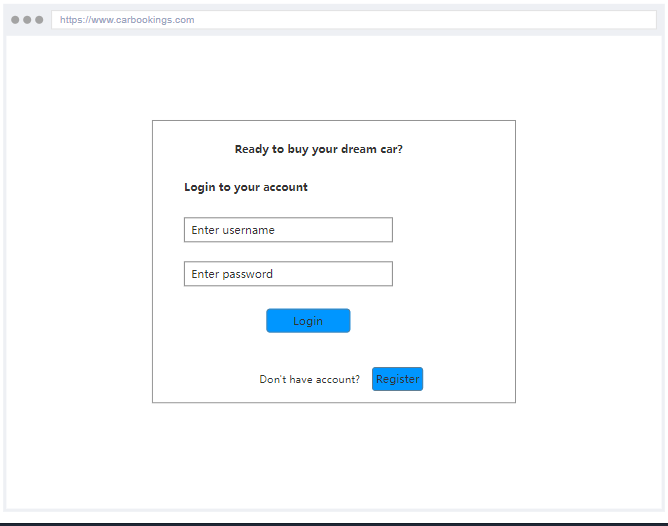 https://www.carbookings.com
Ready to buy your dream car?
Login to your account
Enter username
Enter password
Login
Don't have account? Register